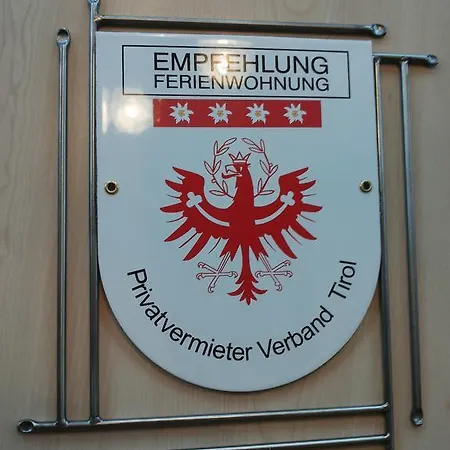 EMPFEHLUNG
FERIENWOHNUNG
Privatvermieter Verband Tirol